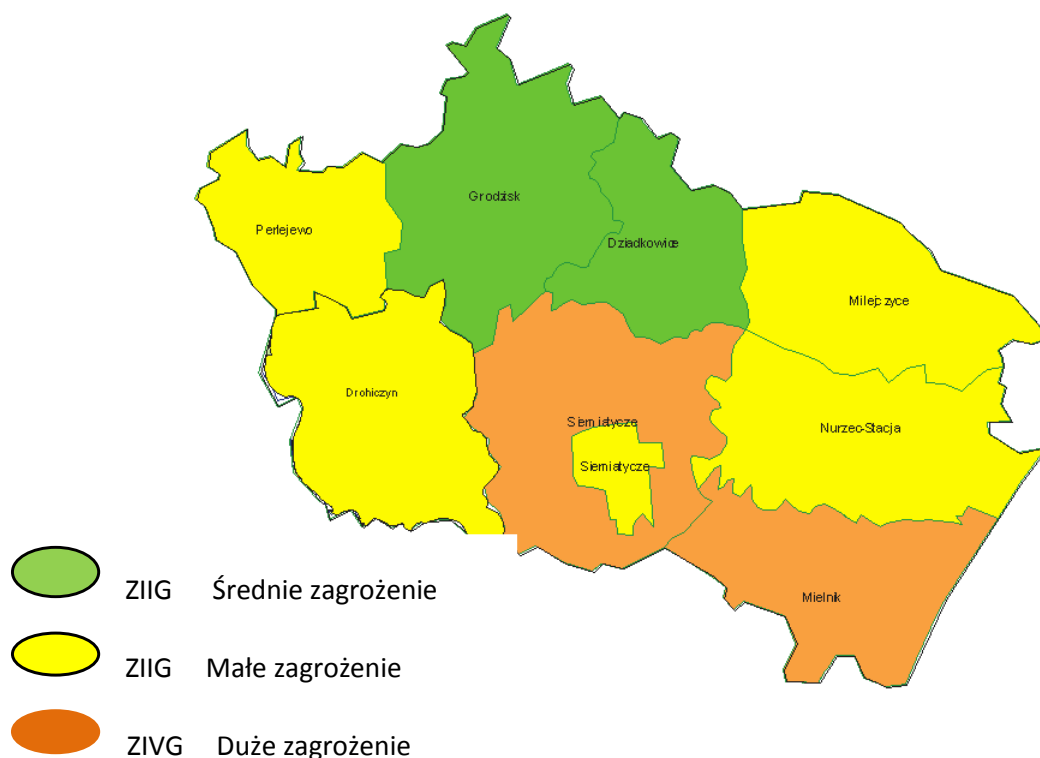 Grodzisk
Perlejewo
Dziadkowice
Milejczyce
Drohiczyn
Siemiatycze
Nurzec-Stacja
Siemiatycze
Mielnik
ZIIG Średnie zagrożenie
ZIIG Małe zagrożenie
ZIVG Duże zagrożenie